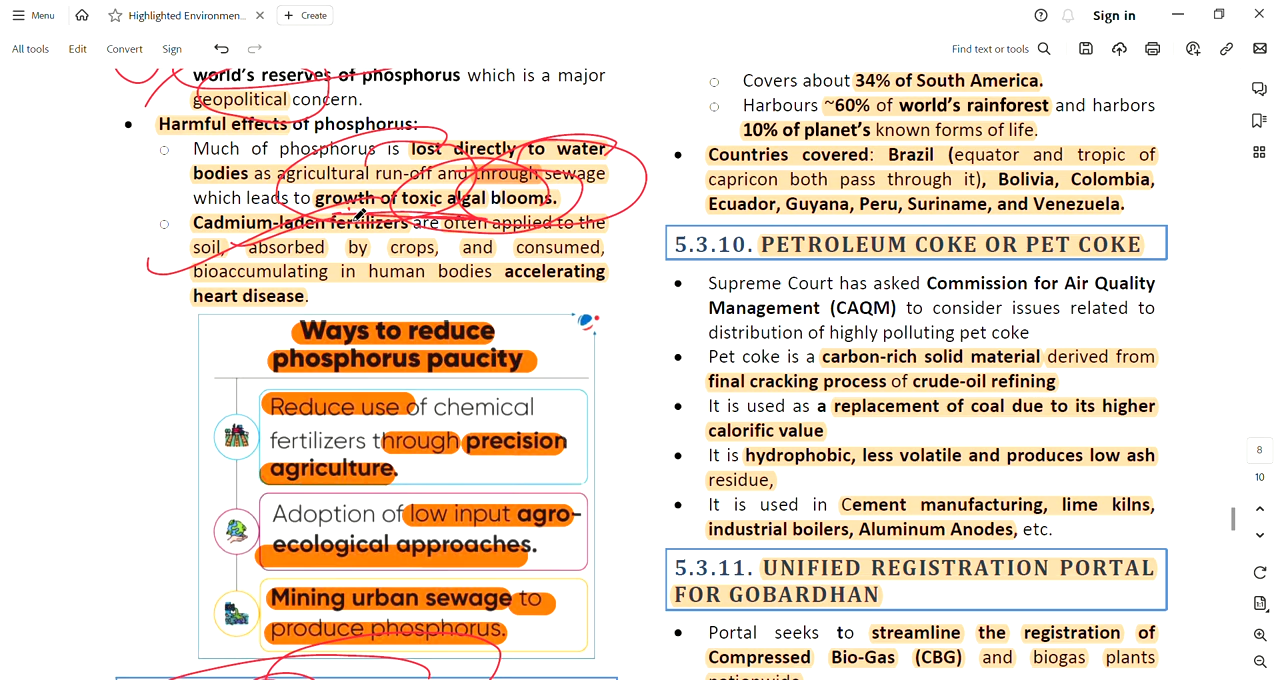 Menu
Highlighted Environmen...
Create
Sign in
All tools
Edit
Convert
Sign
Find text or tools
world's reserves of phosphorus which is a major
geopolitical concern.
• Harmful effects of phosphorus:
○ Much of phosphorus is lost directly to water
bodies as agricultural run-off and through sewage
which leads to growth of toxic algal blooms.
○ Cadmium-laden fertilizers are often applied to the
soil, absorbed by crops, and consumed,
bioaccumulating in human bodies accelerating
heart disease.
Ways to reduce
phosphorus paucity
Reduce use of chemical
fertilizers through precision
agriculture.
Adoption of low input agro-
ecological approaches.
Mining urban sewage to
produce phosphorus.
○ Covers about 34% of South America.
○ Harbours ~60% of world's rainforest and harbors
10% of planet's known forms of life.
• Countries covered: Brazil (equator and tropic of
capricon both pass through it), Bolivia, Colombia,
Ecuador, Guyana, Peru, Suriname, and Venezuela.
5.3.10. PETROLEUM COKE OR PET COKE
• Supreme Court has asked Commission for Air Quality
Management (CAQM) to consider issues related to
distribution of highly polluting pet coke
• Pet coke is a carbon-rich solid material derived from
final cracking process of crude-oil refining
• It is used as a replacement of coal due to its higher
calorific value
• It is hydrophobic, less volatile and produces low ash
residue,
• It is used in Cement manufacturing, lime kilns,
industrial boilers, Aluminum Anodes, etc.
5.3.11. UNIFIED REGISTRATION PORTAL
FOR GOBARDHAN
• Portal seeks to streamline the registration of
Compressed Bio-Gas (CBG) and biogas plants
nationwide
8
10